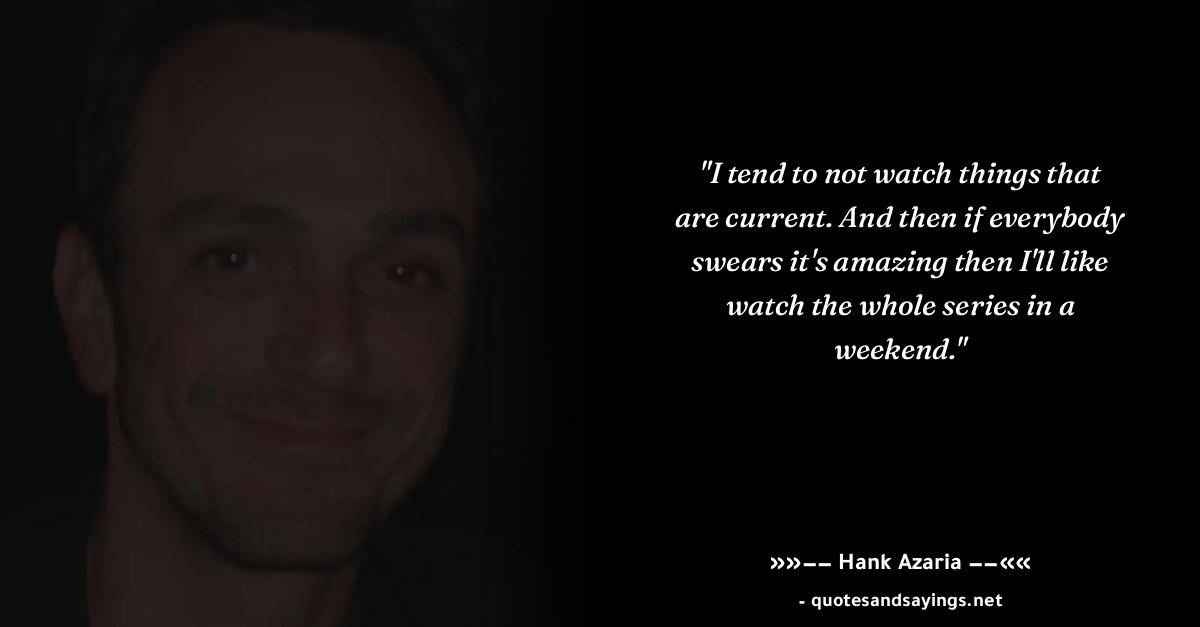 "I tend to not watch things that
are current. And then if everybody
swears it's amazing then I'll like
watch the whole series in a
weekend."
»»−− Hank Azaria −−««
- quotesandsayings.net